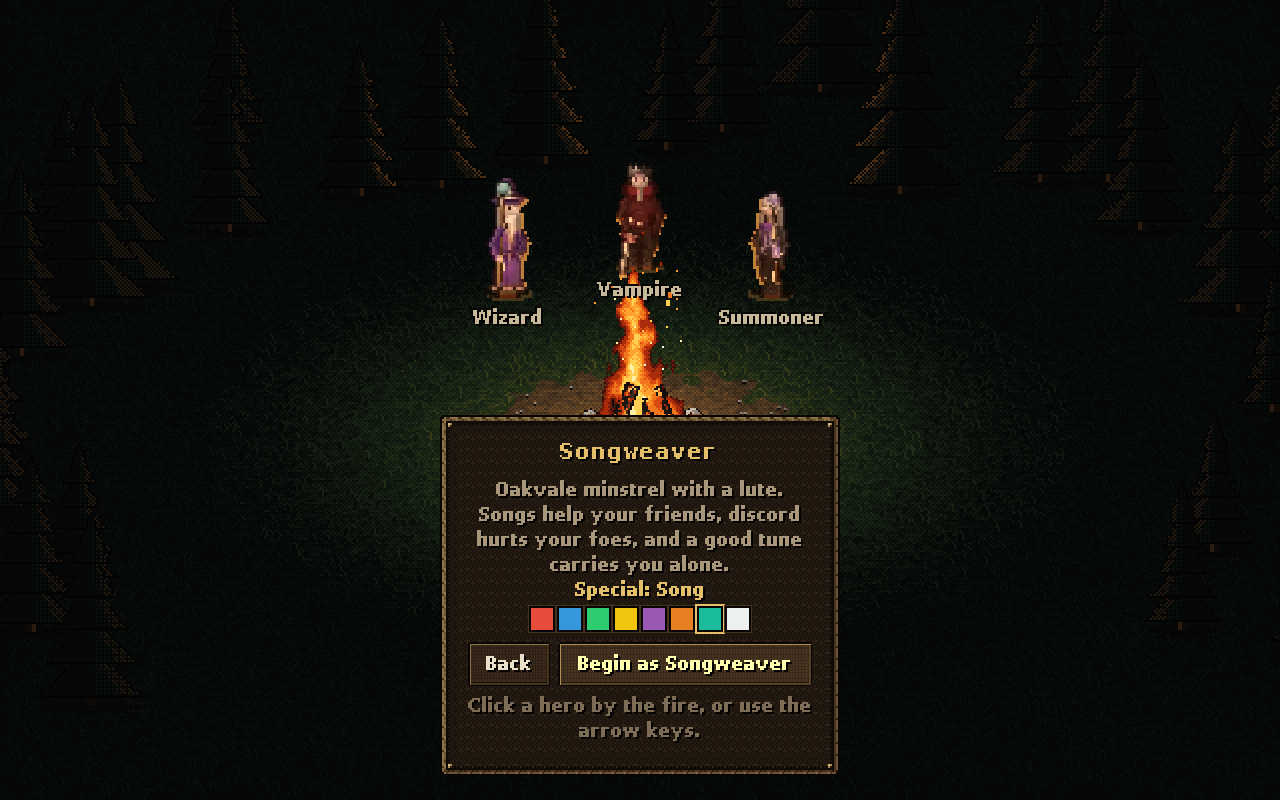 Vampire
Wizard
Summoner
Songweaver
Oakvale minstrel with a lute.
Songs help your friends, discord
hurts your foes, and a good tune
carries you alone.
Special: Song
Back
Begin as Songweaver
Click a hero by the fire, or use the
arrow keys.